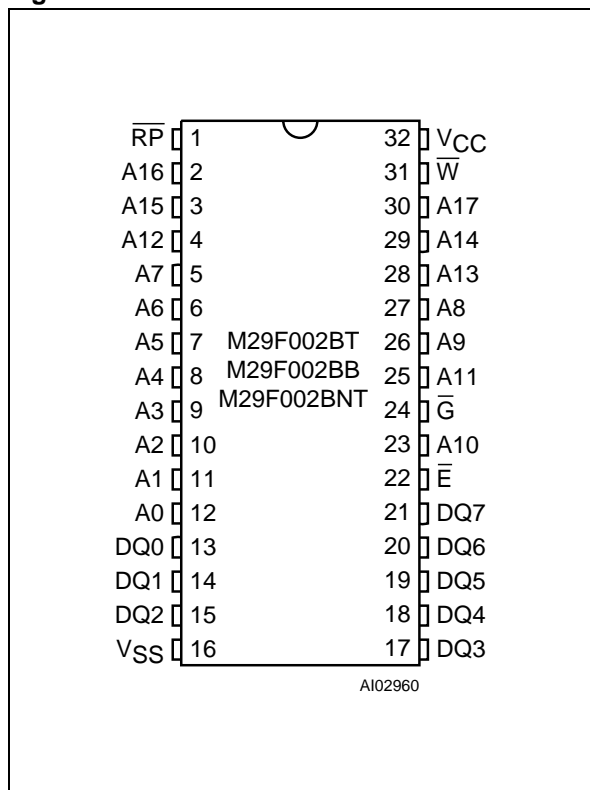 R̅P̅ 1 32 VCC
A16 2 31 W̅
A15 3 30 A17
A12 4 29 A14
A7 5 28 A13
A6 6 27 A8
A5 7 M29F002BT 26 A9
A4 8 M29F002BB 25 A11
A3 9 M29F002BNT 24 G̅
A2 10 23 A10
A1 11 22 E̅
A0 12 21 DQ7
DQ0 13 20 DQ6
DQ1 14 19 DQ5
DQ2 15 18 DQ4
VSS 16 17 DQ3
AI02960